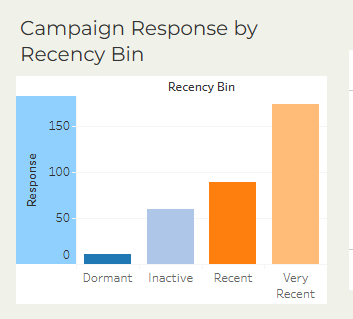 Campaign Response by
Recency Bin
Recency Bin
Response
150
100
50
0
Dormant
Inactive
Recent
Very
Recent